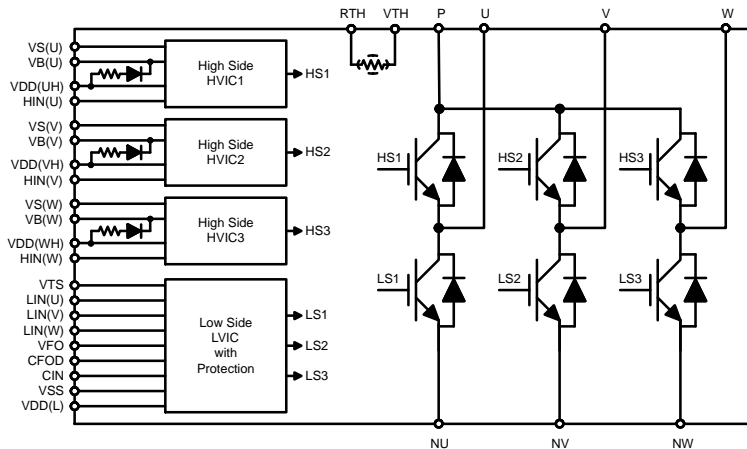 RTH VTH P U V W
VS(U)
VB(U)
VDD(UH)
HIN(U)
High Side
HVIC1
HS1
VS(V)
VB(V)
VDD(VH)
HIN(V)
High Side
HVIC2
HS2
VS(W)
VB(W)
VDD(WH)
HIN(W)
High Side
HVIC3
HS3
VTS
LIN(U)
LIN(V)
LIN(W)
VFO
CFOD
CIN
VSS
VDD(L)
Low Side
LVIC
with
Protection
LS1
LS2
LS3
HS1 HS2 HS3
LS1 LS2 LS3
NU NV NW